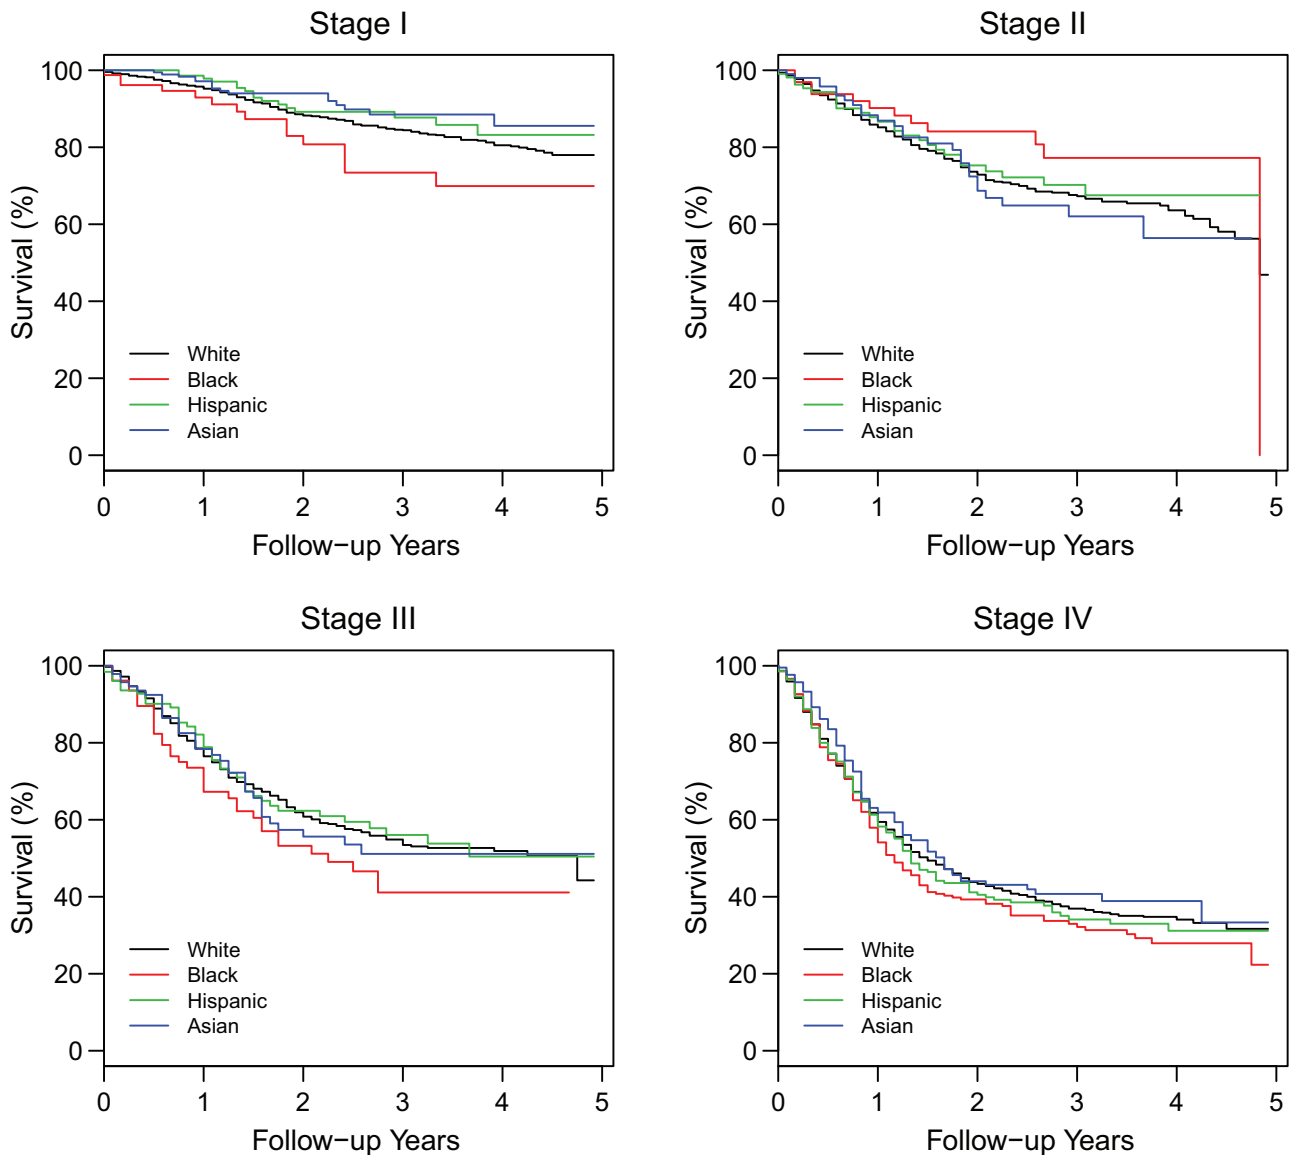 Stage I
100
80
60
40
20
0
Survival (%)
White
Black
Hispanic
Asian
0 1 2 3 4 5
Follow−up Years
Stage II
100
80
60
40
20
0
Survival (%)
White
Black
Hispanic
Asian
0 1 2 3 4 5
Follow−up Years
Stage III
100
80
60
40
20
0
Survival (%)
White
Black
Hispanic
Asian
0 1 2 3 4 5
Follow−up Years
Stage IV
100
80
60
40
20
0
Survival (%)
White
Black
Hispanic
Asian
0 1 2 3 4 5
Follow−up Years